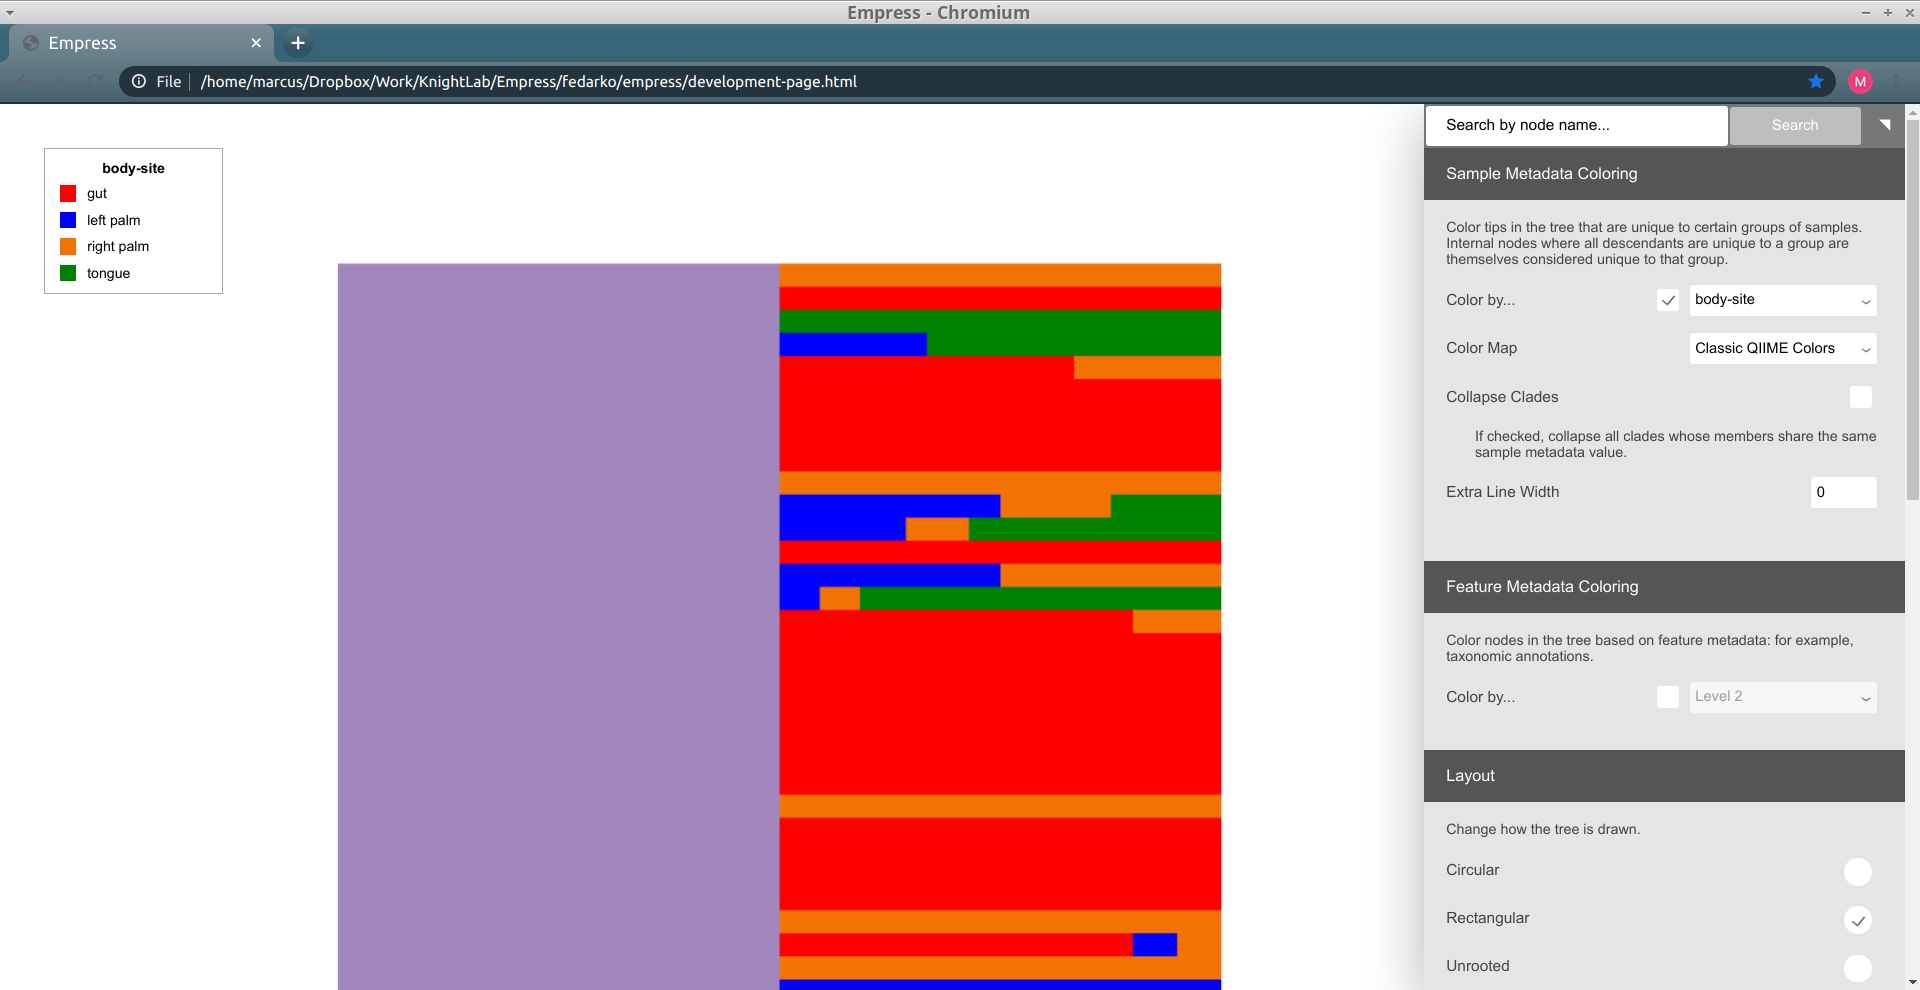 Empress - Chromium
Empress
File /home/marcus/Dropbox/Work/KnightLab/Empress/fedarko/empress/development-page.html
M
body-site
gut
left palm
right palm
tongue
Search by node name...
Search
Sample Metadata Coloring
Color tips in the tree that are unique to certain groups of samples.
Internal nodes where all descendants are unique to a group are
themselves considered unique to that group.
Color by...
body-site
Color Map
Classic QIIME Colors
Collapse Clades
If checked, collapse all clades whose members share the same
sample metadata value.
Extra Line Width
0
Feature Metadata Coloring
Color nodes in the tree based on feature metadata: for example,
taxonomic annotations.
Color by...
Level 2
Layout
Change how the tree is drawn.
Circular
Rectangular
Unrooted